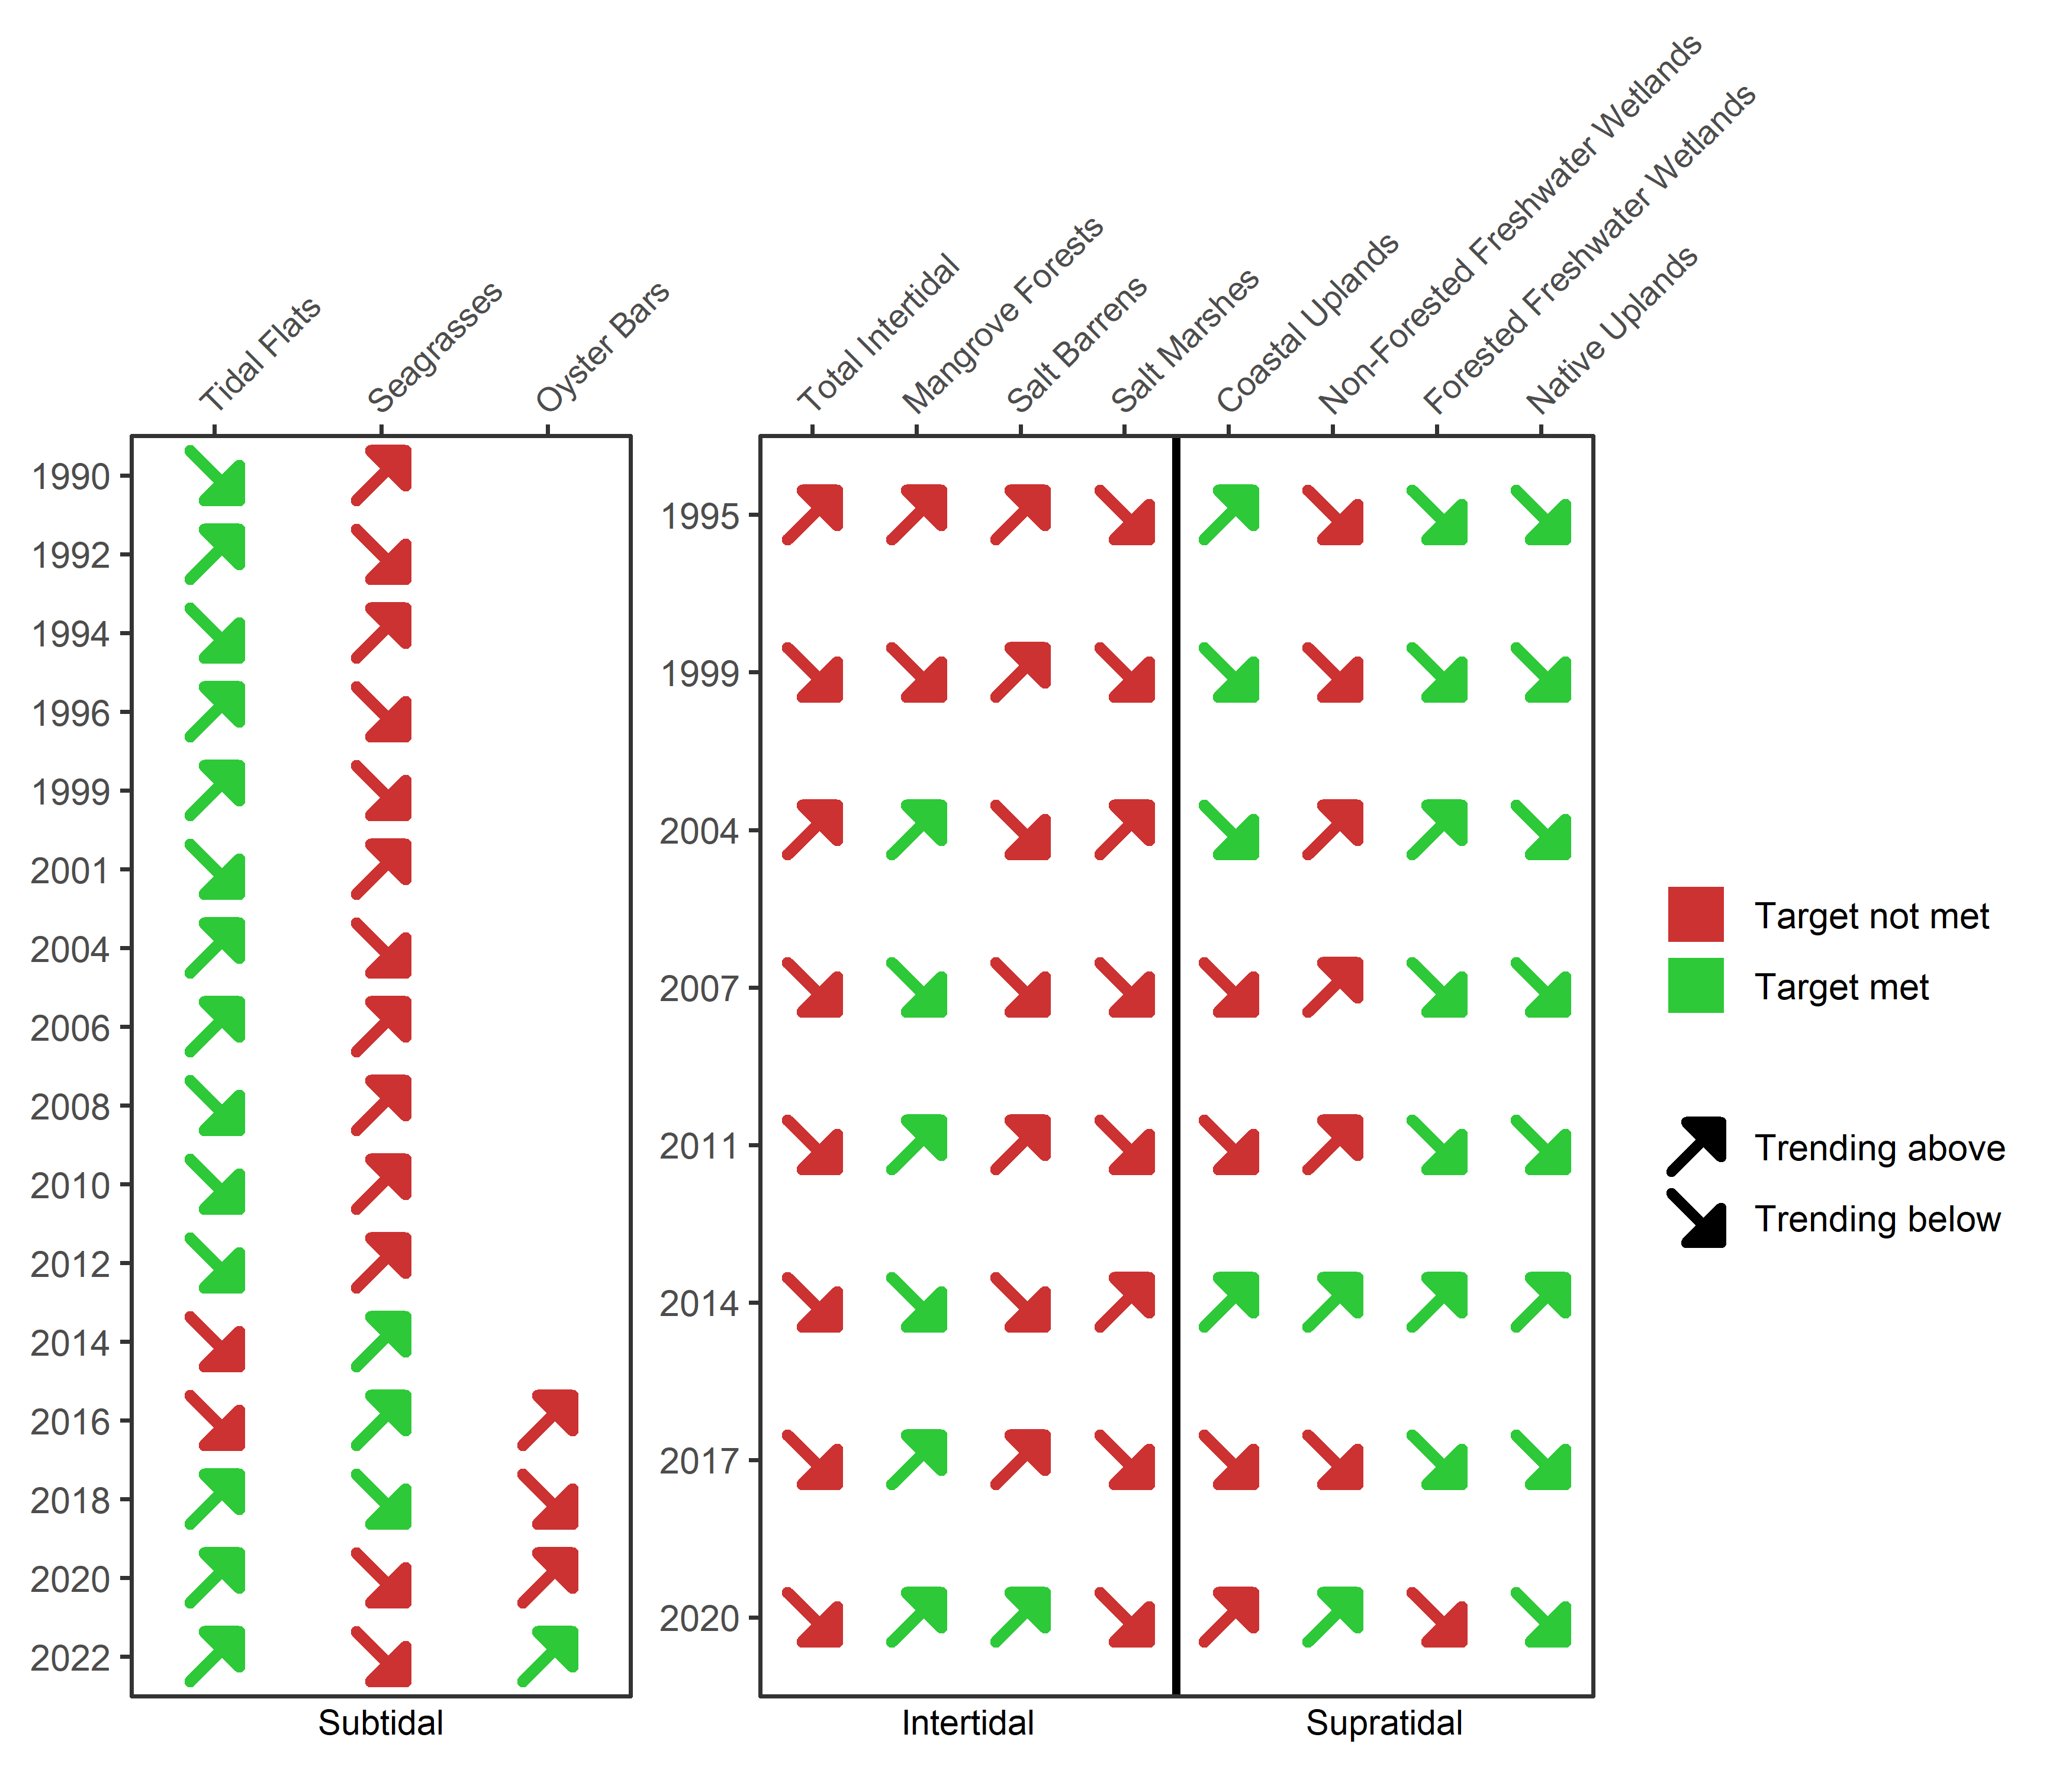 Tidal Flats
Seagrasses
Oyster Bars
Total Intertidal
Mangrove Forests
Salt Barrens
Salt Marshes
Coastal Uplands
Non-Forested Freshwater Wetlands
Forested Freshwater Wetlands
Native Uplands
1990
1992
1994
1996
1999
2001
2004
2006
2008
2010
2012
2014
2016
2018
2020
2022
Subtidal
1995
1999
2004
2007
2011
2014
2017
2020
Intertidal
Supratidal
Target not met
Target met
Trending above
Trending below